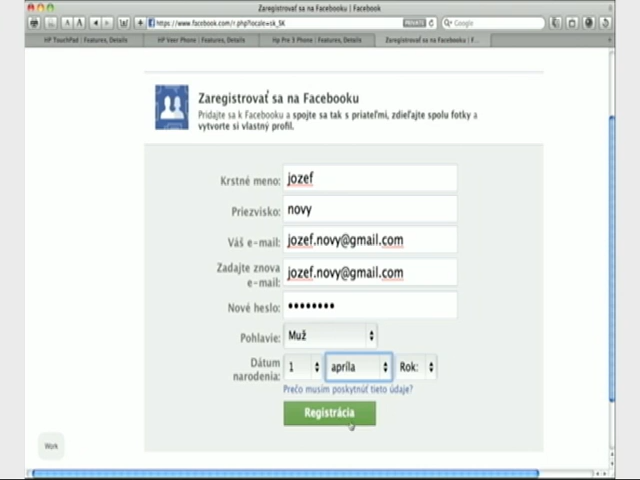 Zaregistrovať sa na Facebooku | Facebook
https://www.facebook.com/r.php?locale=sk_SK
PRIVATE
Google
HP TouchPad | Features, Details
HP Veer Phone | Features, Details
Hp Pre 3 Phone | Features, Details
Zaregistrovať sa na Facebooku | F...
Zaregistrovať sa na Facebooku
Pridajte sa k Facebooku a spojte sa tak s priateľmi, zdieľajte spolu fotky a
vytvorte si vlastný profil.
Krstné meno: jozef
Priezvisko: novy
Váš e-mail: jozef.novy@gmail.com
Zadajte znova
e-mail: jozef.novy@gmail.com
Nové heslo: ••••••••
Pohlavie: Muž
Dátum
narodenia: 1 apríla Rok:
Prečo musím poskytnúť tieto údaje?
Registrácia
Work